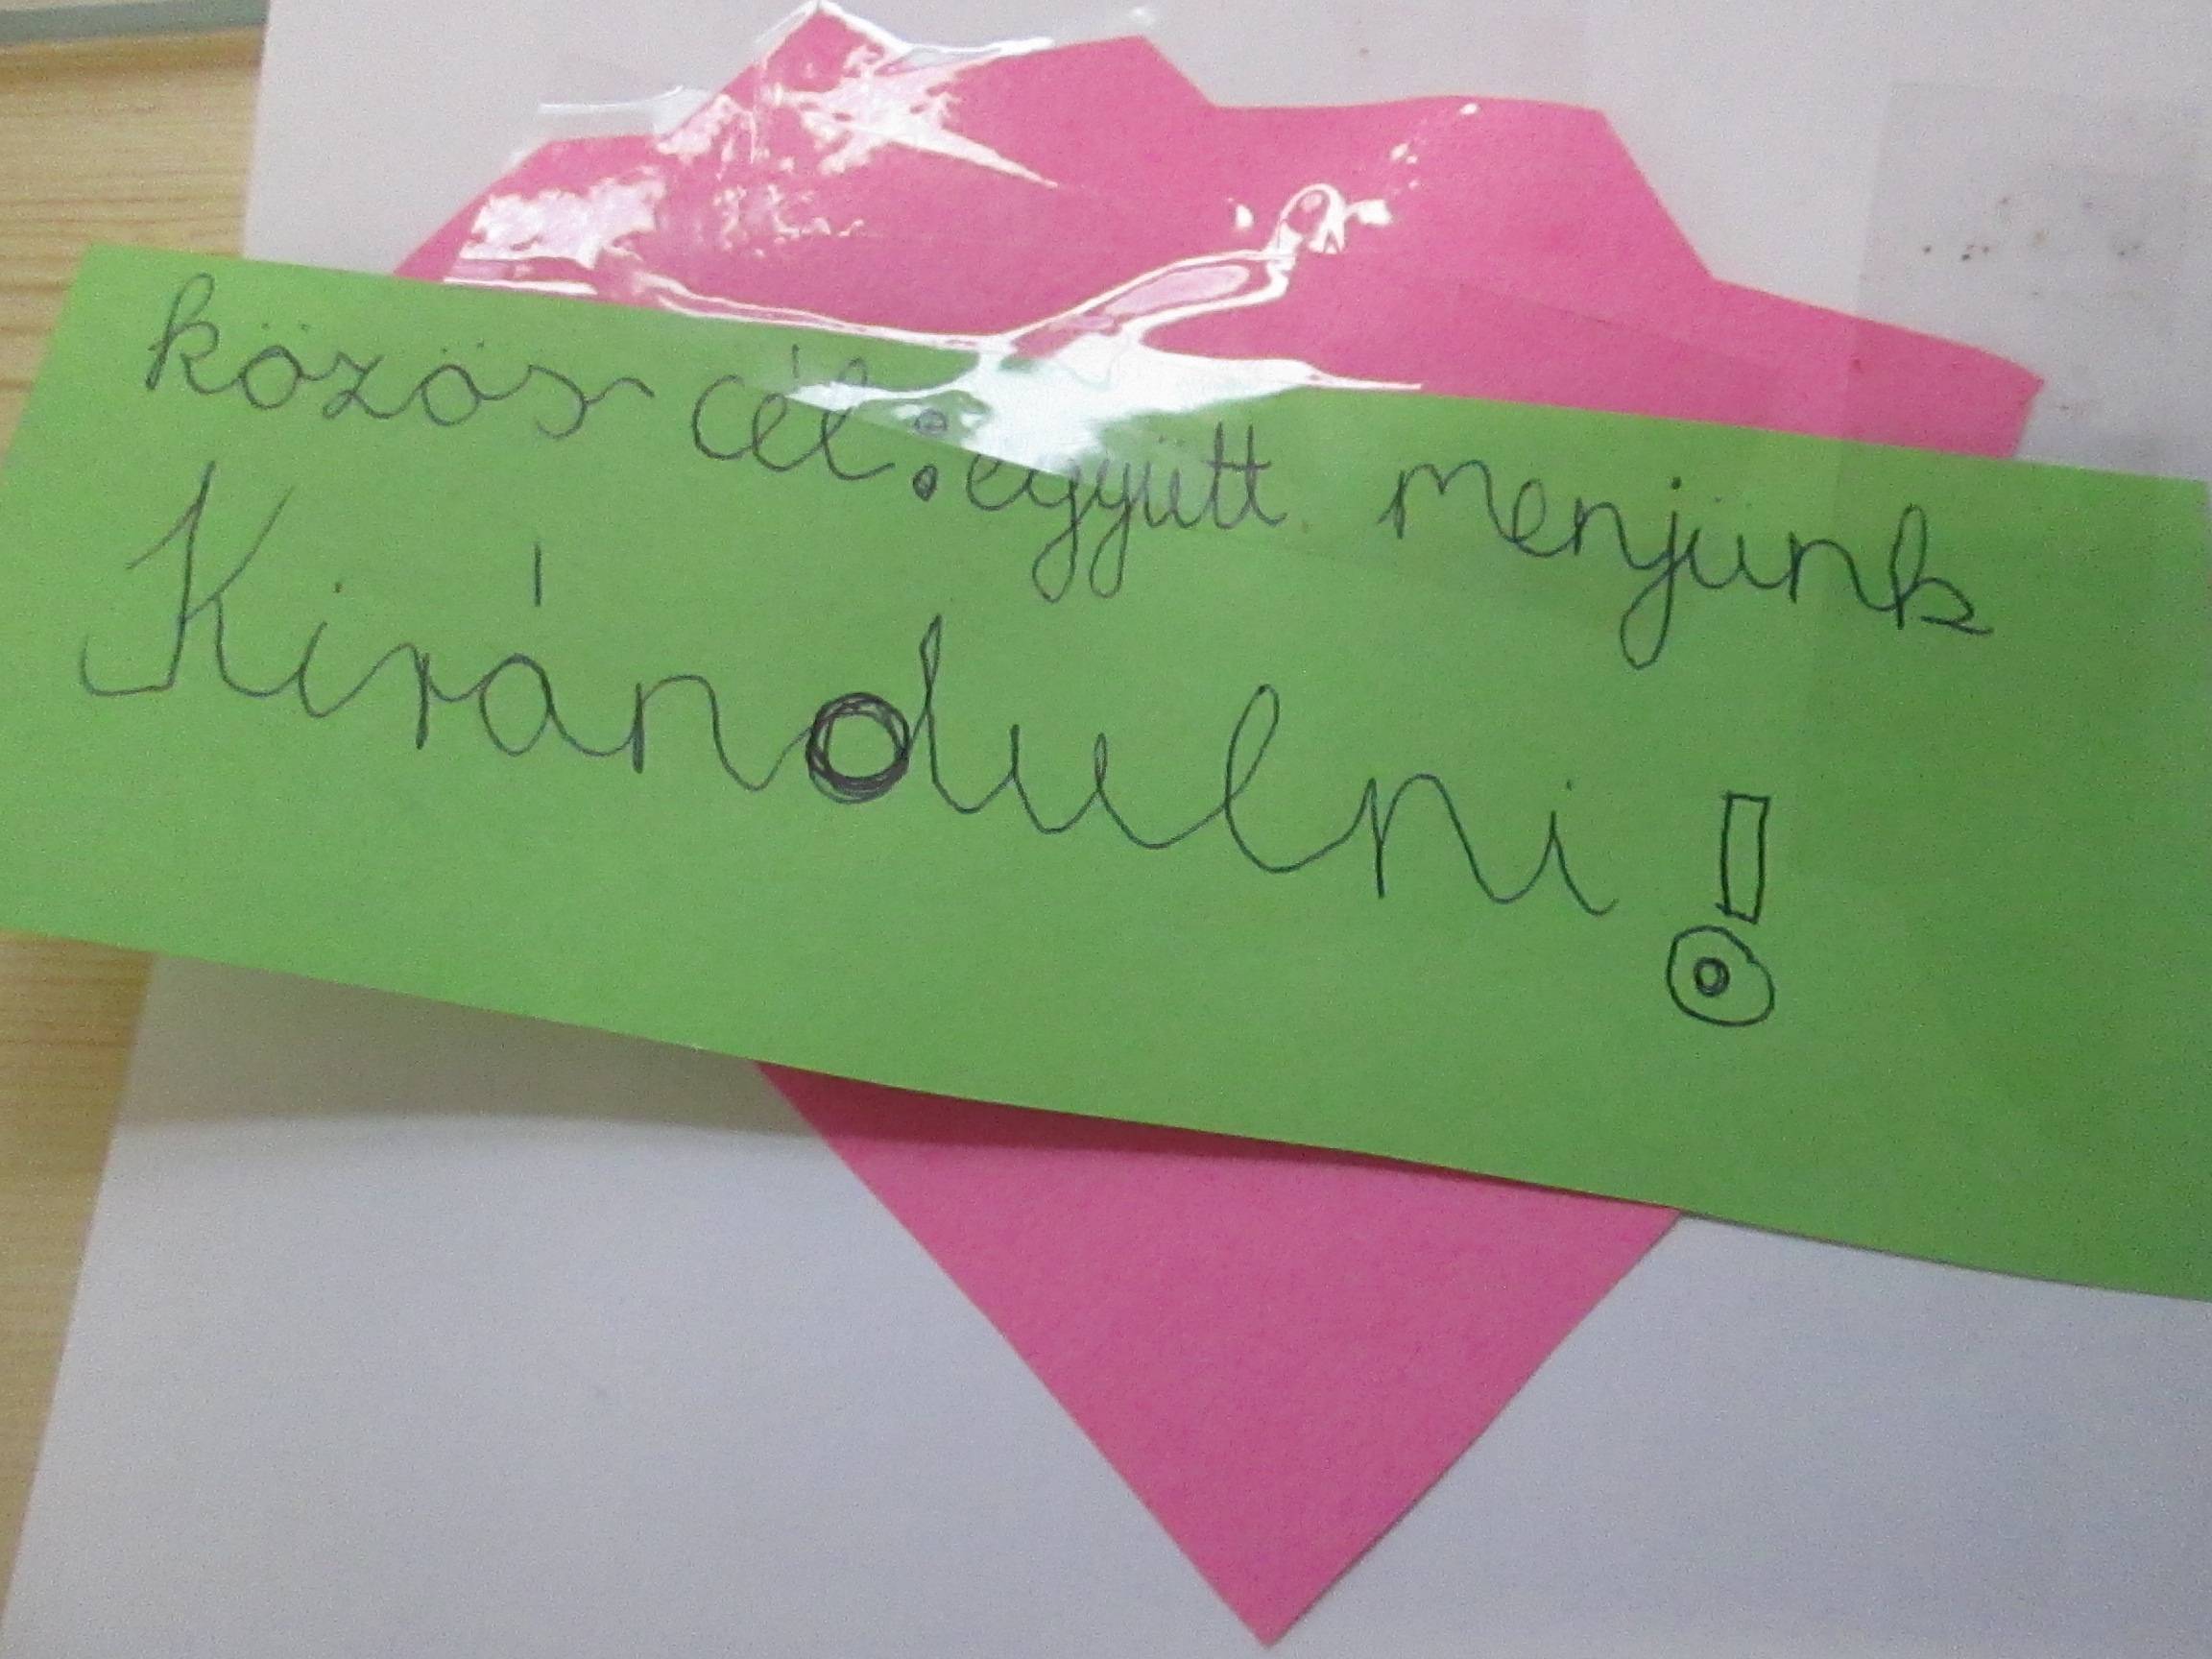 közös cél: együtt menjünk
Kirándulni!